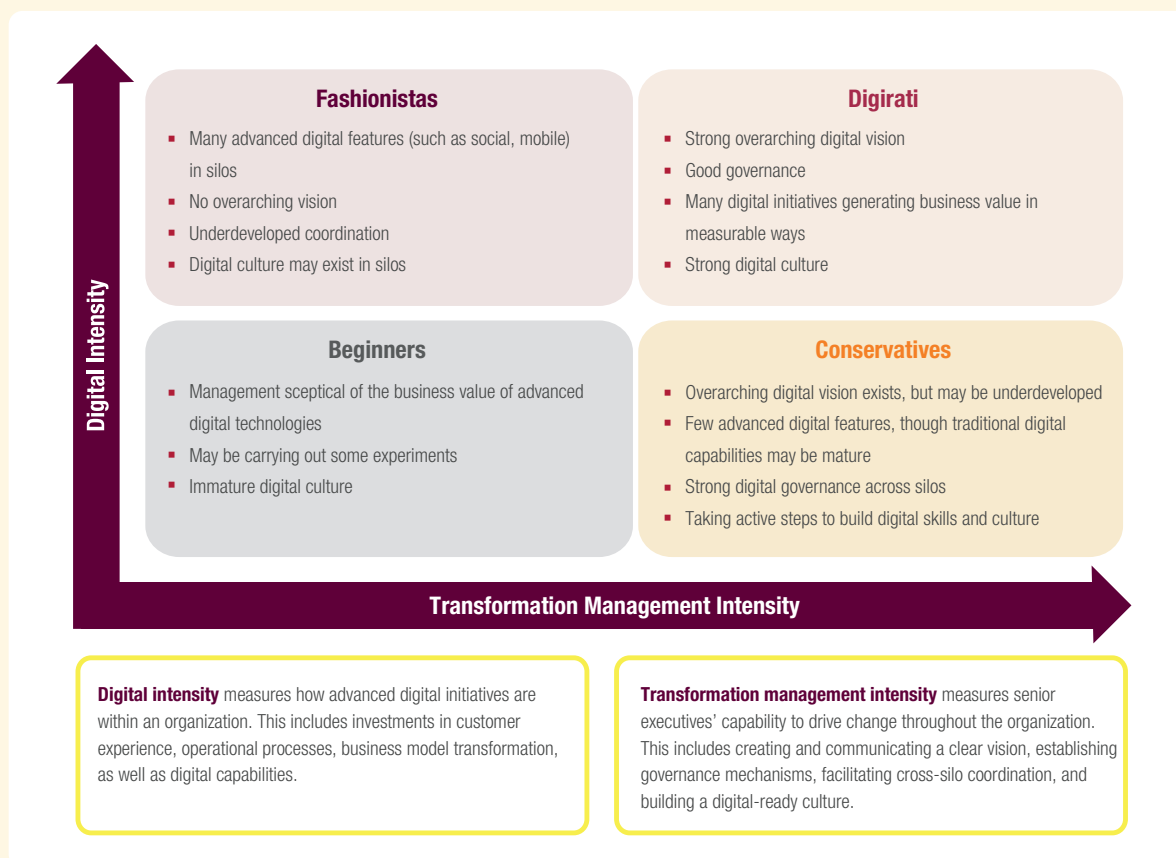 Fashionistas
Many advanced digital features (such as social, mobile)
in silos
No overarching vision
Underdeveloped coordination
Digital culture may exist in silos
Digirati
Strong overarching digital vision
Good governance
Many digital initiatives generating business value in
measurable ways
Strong digital culture
Digital Intensity
Beginners
Management sceptical of the business value of advanced
digital technologies
May be carrying out some experiments
Immature digital culture
Conservatives
Overarching digital vision exists, but may be underdeveloped
Few advanced digital features, though traditional digital
capabilities may be mature
Strong digital governance across silos
Taking active steps to build digital skills and culture
Transformation Management Intensity
Digital intensity measures how advanced digital initiatives are
within an organization. This includes investments in customer
experience, operational processes, business model transformation,
as well as digital capabilities.
Transformation management intensity measures senior
executives’ capability to drive change throughout the organization.
This includes creating and communicating a clear vision, establishing
governance mechanisms, facilitating cross-silo coordination, and
building a digital-ready culture.